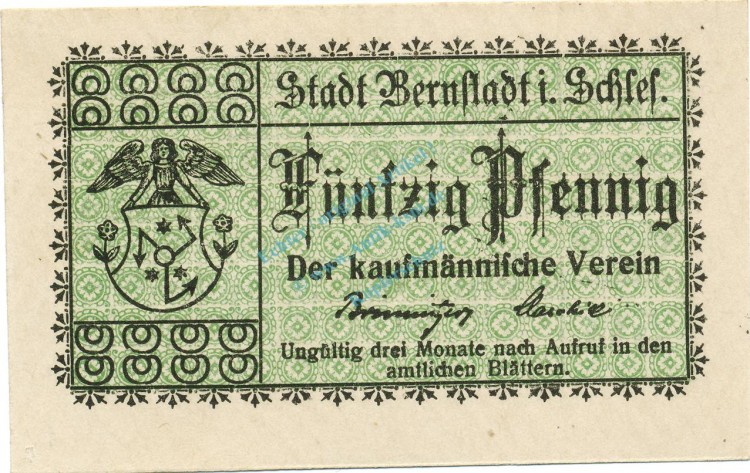 Stadt Bernstadt i. Schles.
Fünfzig Pfennig
Der kaufmännische Verein
Ungültig drei Monate nach Aufruf in den
amtlichen Blättern.